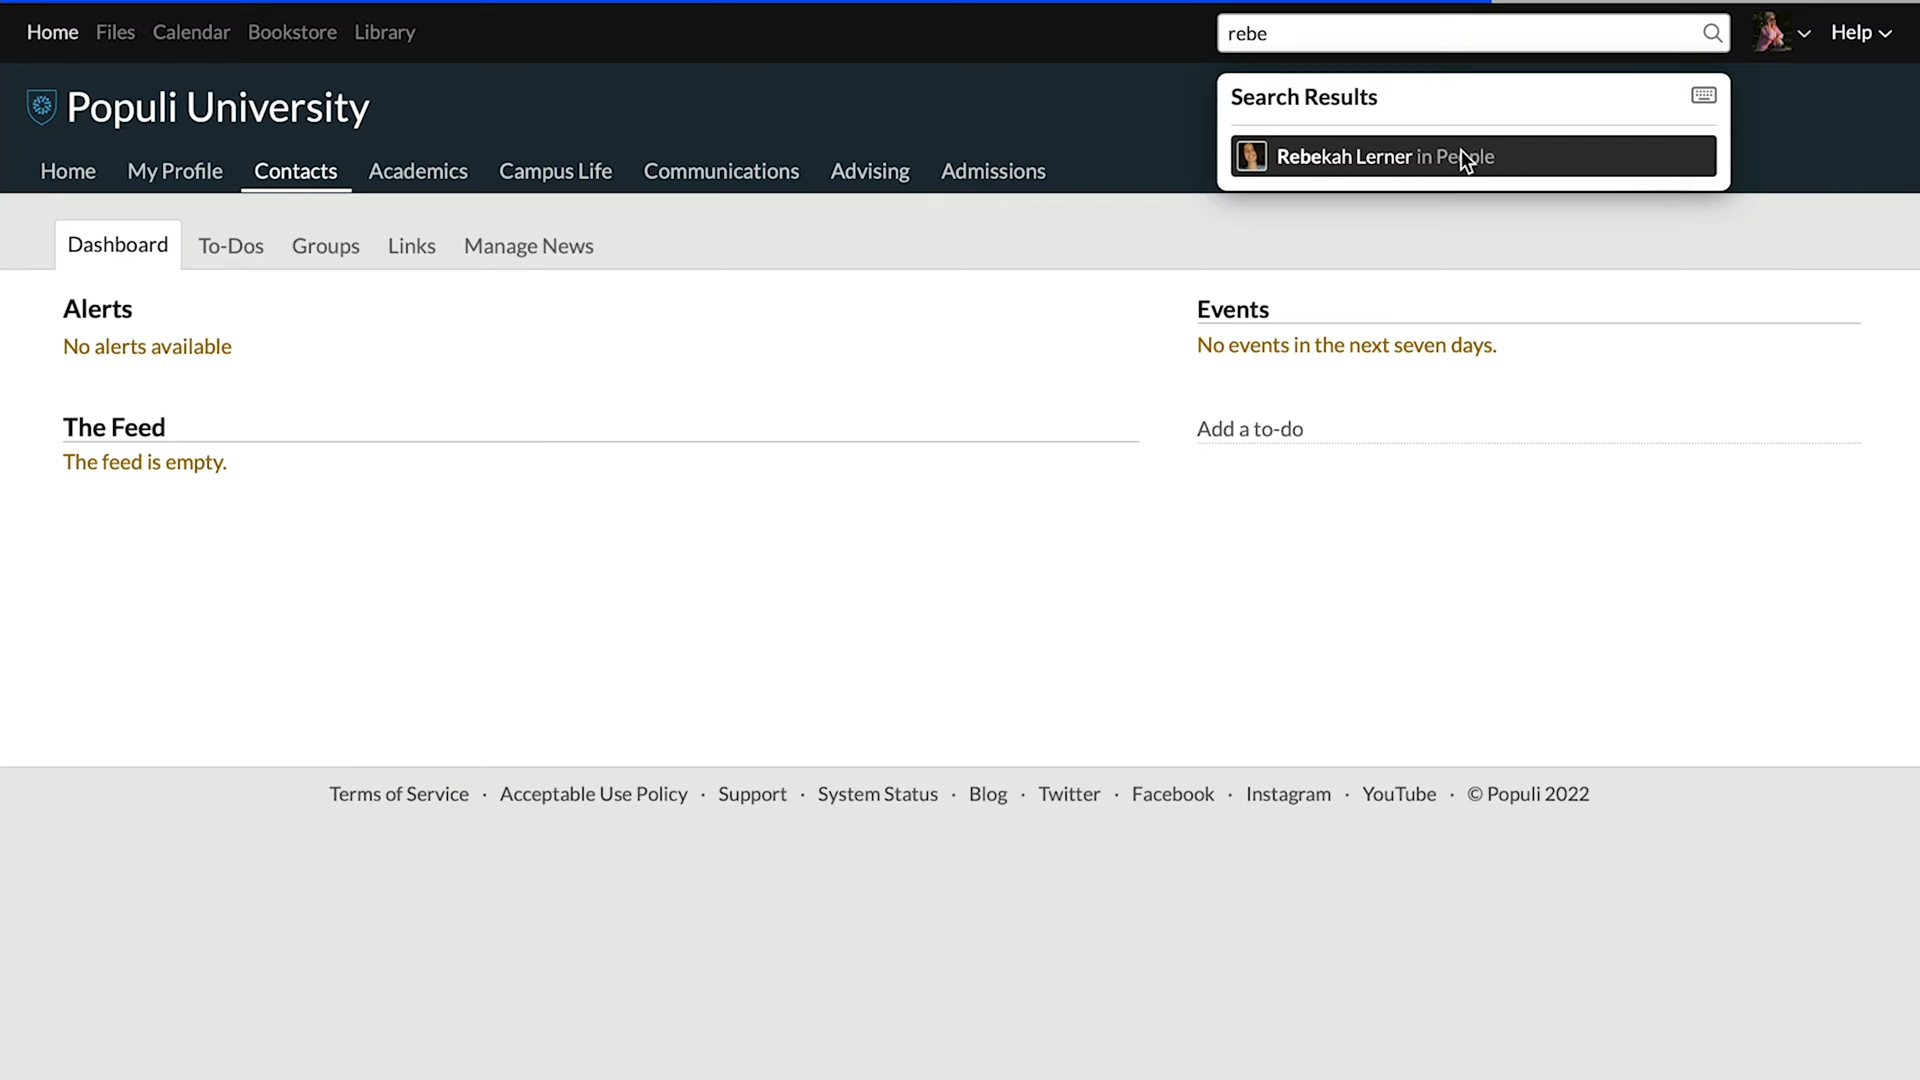 Home Files Calendar Bookstore Library
rebe
Help
Populi University
Search Results
Rebekah Lerner in People
Home My Profile Contacts Academics Campus Life Communications Advising Admissions
Dashboard To-Dos Groups Links Manage News
Alerts
No alerts available
Events
No events in the next seven days.
The Feed
The feed is empty.
Add a to-do
Terms of Service · Acceptable Use Policy · Support · System Status · Blog · Twitter · Facebook · Instagram · YouTube · © Populi 2022